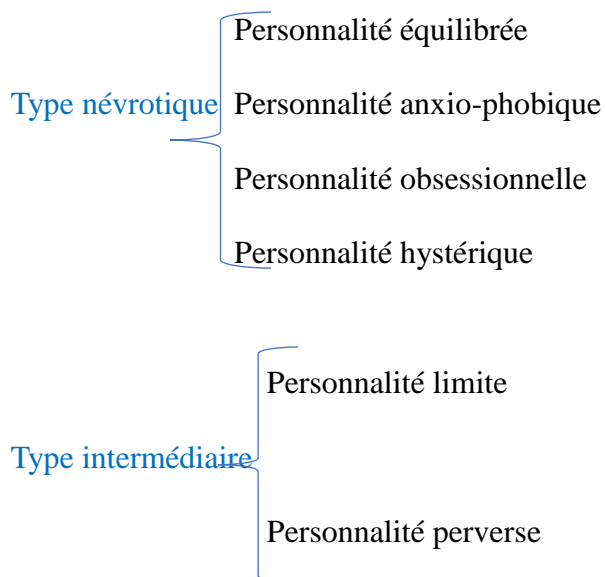 Personnalité équilibrée
Type névrotique Personnalité anxio-phobique
Personnalité obsessionnelle
Personnalité hystérique
Personnalité limite
Type intermédiaire
Personnalité perverse